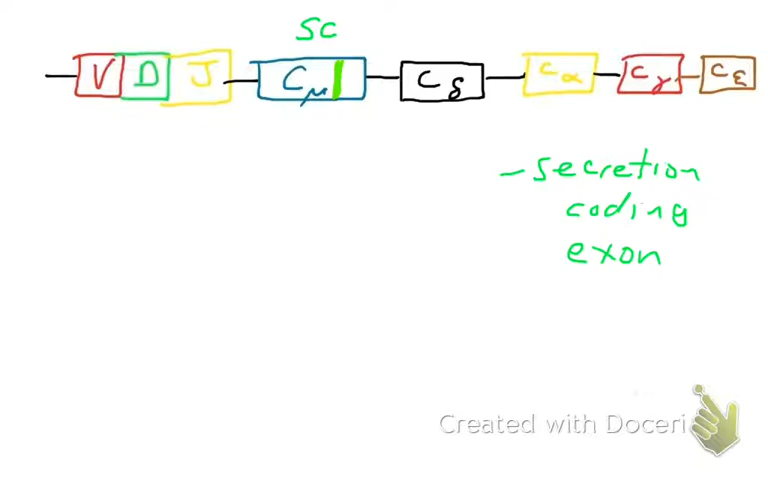 SC
V D J Cμ Cδ Cα Cγ Cε
- secretion
coding
exon
Created with Doceri